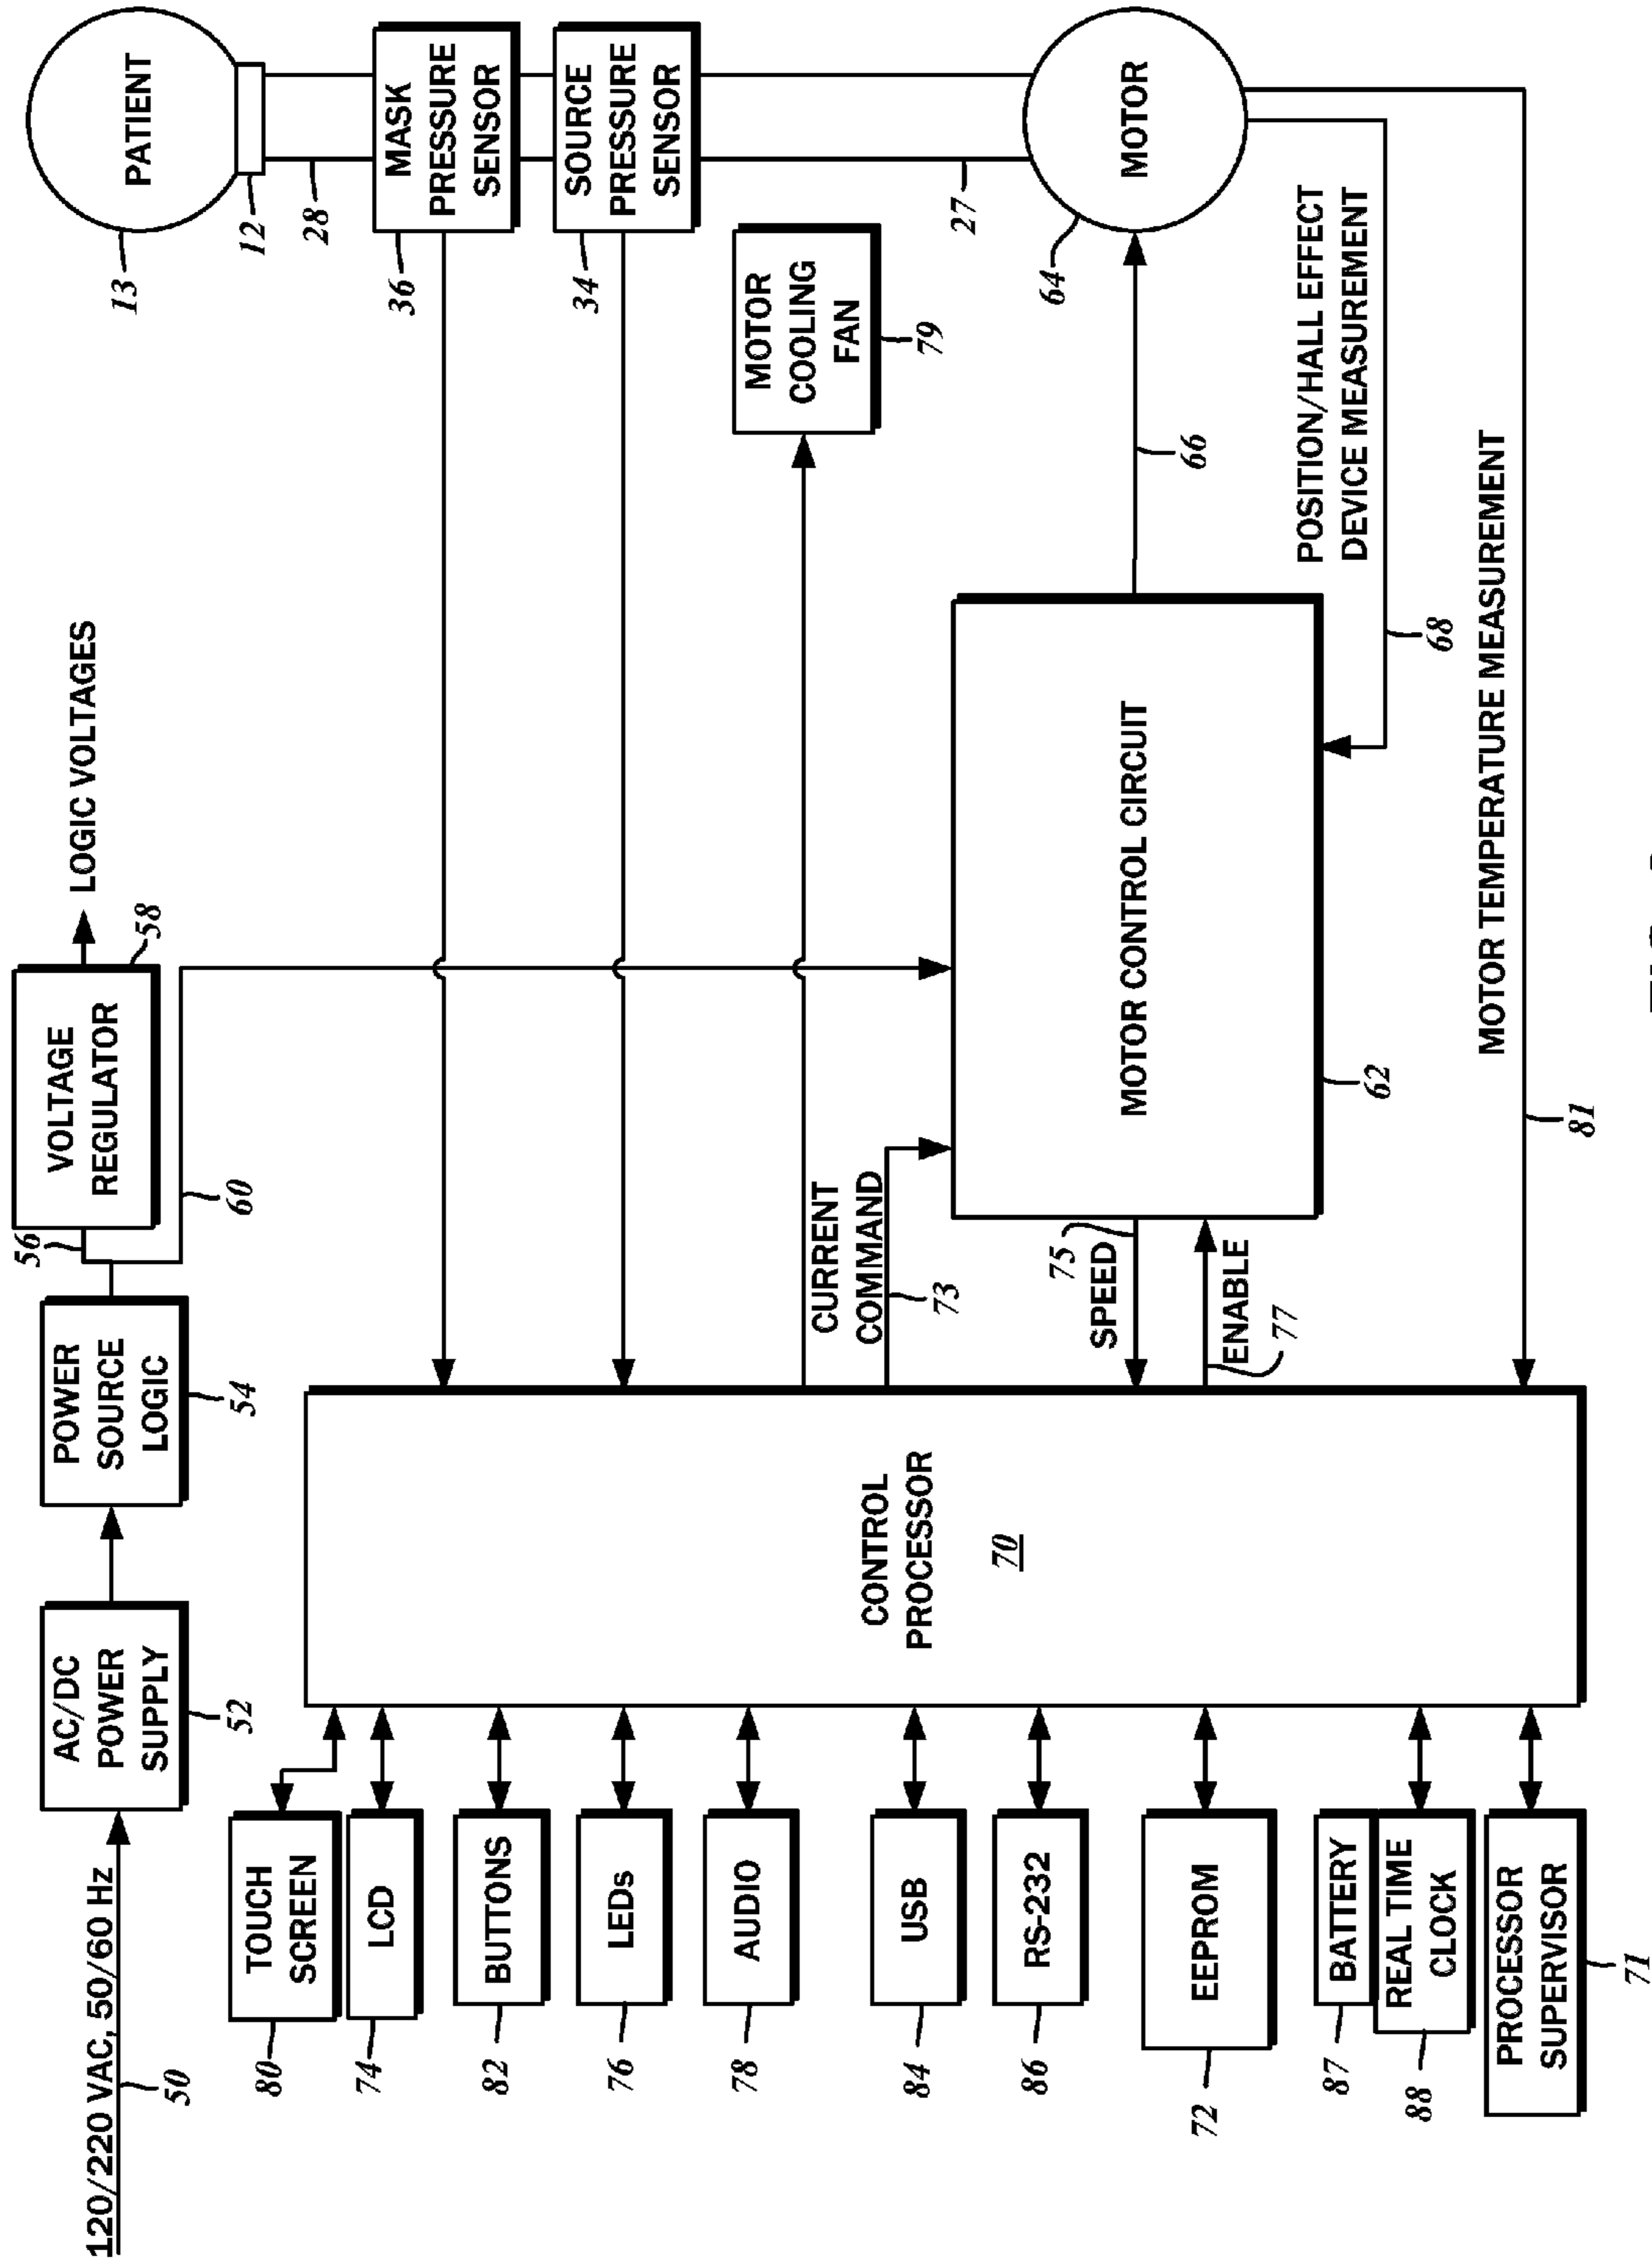 120/220 VAC, 50/60 Hz
50
AC/DC
POWER
SUPPLY
52
POWER
SOURCE
LOGIC
54
56
VOLTAGE
REGULATOR
58
60
LOGIC VOLTAGES
PATIENT
13
12
28
MASK
PRESSURE
SENSOR
36
SOURCE
PRESSURE
SENSOR
34
27
MOTOR
COOLING
FAN
79
MOTOR
64
66
POSITION/HALL EFFECT
DEVICE MEASUREMENT
68
MOTOR TEMPERATURE MEASUREMENT
81
MOTOR CONTROL CIRCUIT
62
CURRENT
COMMAND
73
75
SPEED
ENABLE
77
CONTROL
PROCESSOR
70
TOUCH
SCREEN
80
LCD
74
BUTTONS
82
LEDs
76
AUDIO
78
USB
84
RS-232
86
EEPROM
72
BATTERY
87
REAL TIME
CLOCK
88
PROCESSOR
SUPERVISOR
71